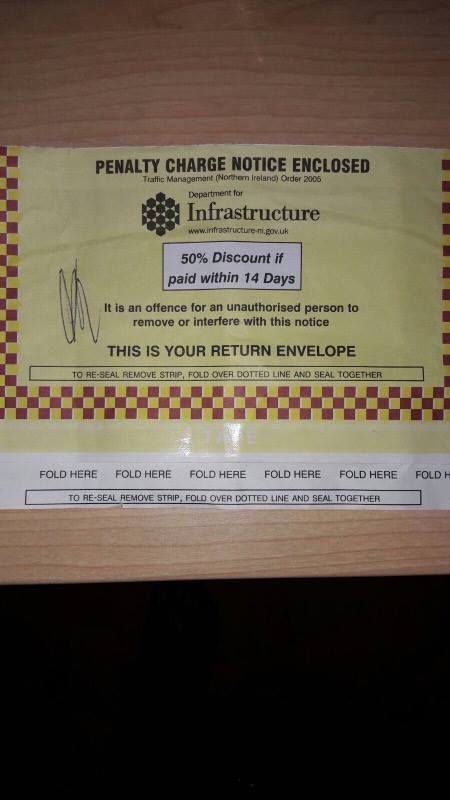 PENALTY CHARGE NOTICE ENCLOSED
Traffic Management (Northern Ireland) Order 2005
Department for
Infrastructure
www.infrastructure-ni.gov.uk
50% Discount if
paid within 14 Days
It is an offence for an unauthorised person to
remove or interfere with this notice
THIS IS YOUR RETURN ENVELOPE
TO RE-SEAL REMOVE STRIP, FOLD OVER DOTTED LINE AND SEAL TOGETHER
FOLD HERE FOLD HERE FOLD HERE FOLD HERE FOLD HERE FOLD H
TO RE-SEAL REMOVE STRIP, FOLD OVER DOTTED LINE AND SEAL TOGETHER